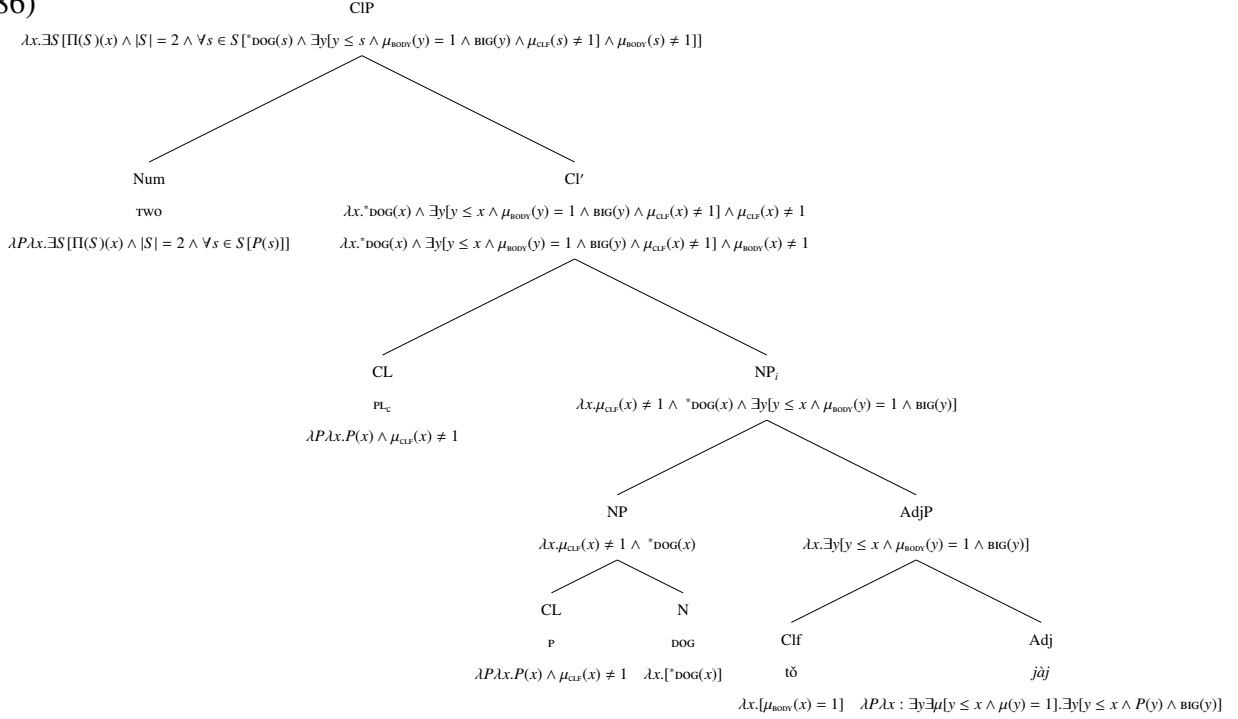 86)
ClP
λx.∃S[Π(S)(x) ∧ |S| = 2 ∧ ∀s ∈ S[*DOG(s) ∧ ∃y[y ≤ s ∧ μBODY(y) = 1 ∧ BIG(y) ∧ μCLF(s) ≠ 1] ∧ μBODY(s) ≠ 1]]
Num
TWO
λPλx.∃S[Π(S)(x) ∧ |S| = 2 ∧ ∀s ∈ S[P(s)]]
Cl′
λx.*DOG(x) ∧ ∃y[y ≤ x ∧ μBODY(y) = 1 ∧ BIG(y) ∧ μCLF(x) ≠ 1] ∧ μCLF(x) ≠ 1
λx.*DOG(x) ∧ ∃y[y ≤ x ∧ μBODY(y) = 1 ∧ BIG(y) ∧ μCLF(x) ≠ 1] ∧ μBODY(x) ≠ 1
CL
PLC
λPλx.P(x) ∧ μCLF(x) ≠ 1
NPi
λx.μCLF(x) ≠ 1 ∧ *DOG(x) ∧ ∃y[y ≤ x ∧ μBODY(y) = 1 ∧ BIG(y)]
NP
λx.μCLF(x) ≠ 1 ∧ *DOG(x)
AdjP
λx.∃y[y ≤ x ∧ μBODY(y) = 1 ∧ BIG(y)]
CL
P
λPλx.P(x) ∧ μCLF(x) ≠ 1
N
DOG
λx.[*DOG(x)]
Clf
tǒ
λx.[μBODY(x) = 1]
Adj
jàj
λPλx : ∃y∃μ[y ≤ x ∧ μ(y) = 1].∃y[y ≤ x ∧ P(y) ∧ BIG(y)]